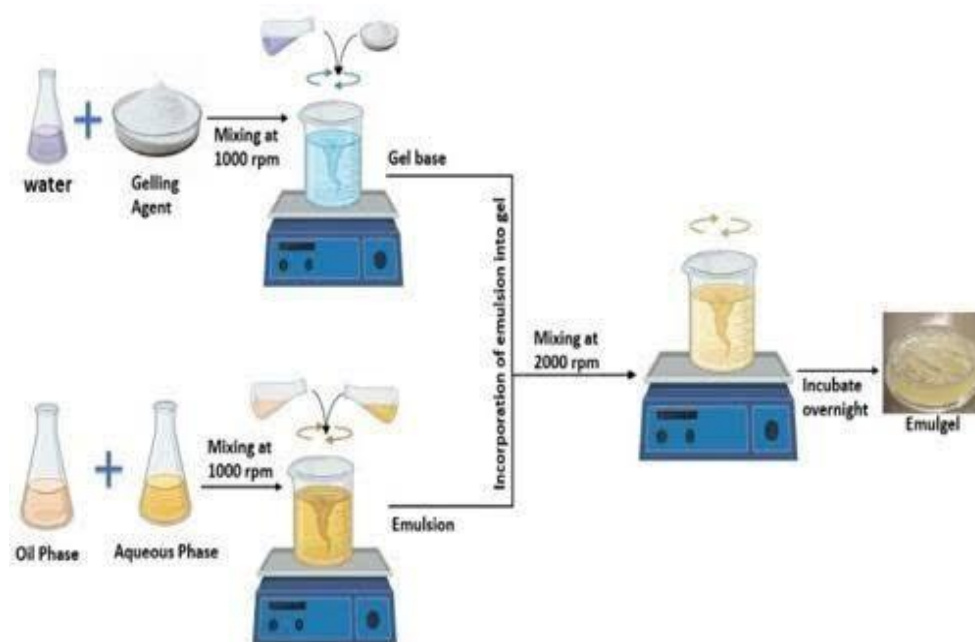 water
Gelling
Agent
Mixing at
1000 rpm
Gel base
Oil Phase
Aqueous Phase
Mixing at
1000 rpm
Emulsion
Incorporation of emulsion into gel
Mixing at
2000 rpm
Incubate
overnight
Emulgel